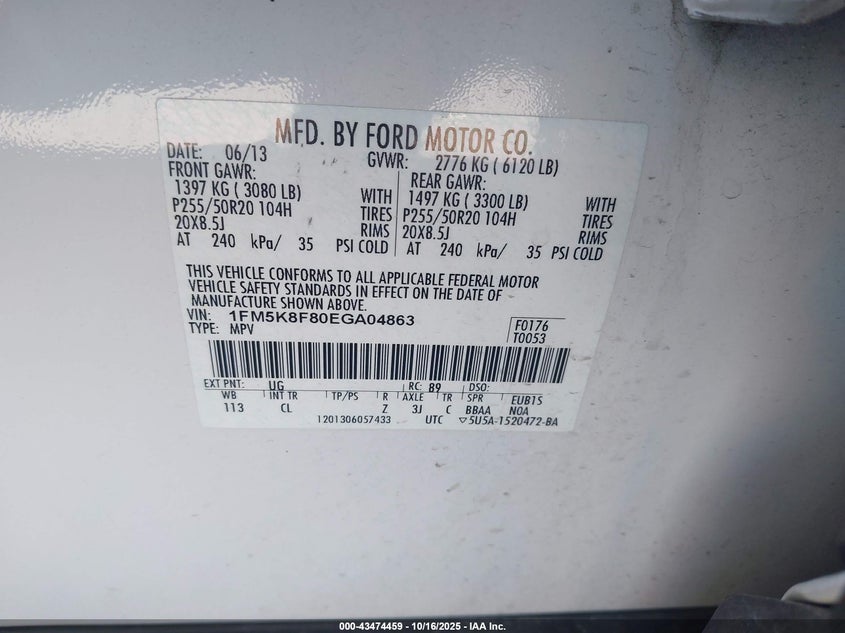 MFD. BY FORD MOTOR CO.
DATE: 06/13 GVWR: 2776 KG ( 6120 LB)
FRONT GAWR: REAR GAWR:
1397 KG ( 3080 LB) WITH 1497 KG ( 3300 LB) WITH
P255/50R20 104H TIRES P255/50R20 104H TIRES
20X8.5J RIMS 20X8.5J RIMS
AT 240 kPa/ 35 PSI COLD AT 240 kPa/ 35 PSI COLD
THIS VEHICLE CONFORMS TO ALL APPLICABLE FEDERAL MOTOR
VEHICLE SAFETY STANDARDS IN EFFECT ON THE DATE OF
MANUFACTURE SHOWN ABOVE.
VIN: 1FM5K8F80EGA04863 F0176
TYPE: MPV T0053
EXT PNT: UG RC: 89 DSO:
WB INT TR TP/PS R AXLE TR SPR EUB1S
113 CL Z 3J C BBAA N0A
1201306057433 UTC ▽5U5A-1520472-BA
000-43474459 - 10/16/2025 - IAA Inc.